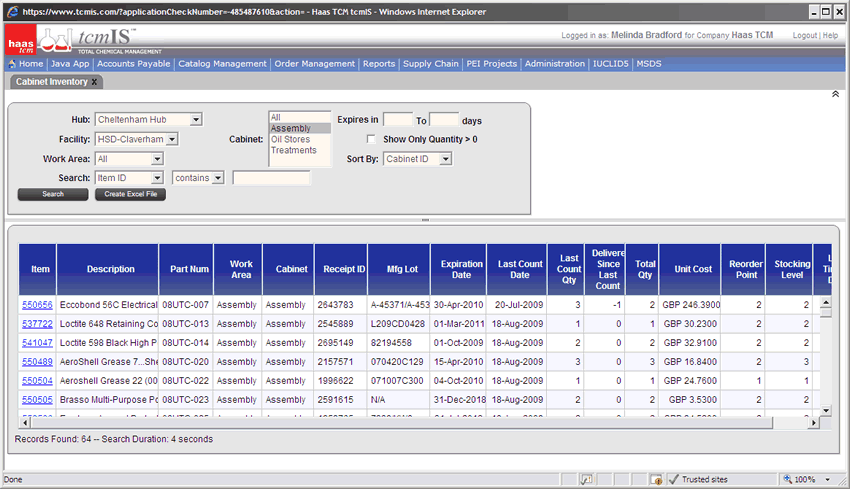 https://www.tcmis.com/?applicationCheckNumber=-485487610&action= - Haas TCM tcmIS - Windows Internet Explorer
haas tcm
tcmIS™
TOTAL CHEMICAL MANAGEMENT
Logged in as: Melinda Bradford for Company Haas TCM
Logout | Help
Home | Java App | Accounts Payable | Catalog Management | Order Management | Reports | Supply Chain | PEI Projects | Administration | IUCLID5 | MSDS
Cabinet Inventory X
Hub: Cheltenham Hub
Facility: HSD-Claverham
Work Area: All
Search: Item ID contains
Cabinet: All
Assembly
Oil Stores
Treatments
Expires in To days
Show Only Quantity > 0
Sort By: Cabinet ID
Search Create Excel File
Item Description Part Num Work Area Cabinet Receipt ID Mfg Lot Expiration Date Last Count Date Last Count Qty Delivere Since Last Count Total Qty Unit Cost Reorder Point Stocking Level
550656 Eccobond 56C Electrical 08UTC-007 Assembly Assembly 2643783 A-45371/A-453 30-Apr-2010 20-Jul-2009 3 -1 2 GBP 246.3900 2 2
537722 Loctite 648 Retaining Co 08UTC-013 Assembly Assembly 2545889 L209CD0428 01-Mar-2011 18-Aug-2009 1 0 1 GBP 30.2300 2 2
541047 Loctite 598 Black High P 08UTC-014 Assembly Assembly 2695149 82194558 01-Oct-2009 18-Aug-2009 2 0 2 GBP 32.9100 2 2
550489 AeroShell Grease 7...She 08UTC-020 Assembly Assembly 2157571 070420C129 15-Apr-2010 18-Aug-2009 3 0 3 GBP 16.8400 2 3
550504 AeroShell Grease 22 (00 08UTC-022 Assembly Assembly 1996622 071007C300 04-Oct-2010 18-Aug-2009 1 0 1 GBP 24.7600 1 1
550505 Brasso Multi-Purpose Po 08UTC-023 Assembly Assembly 2591615 N/A 31-Dec-2018 18-Aug-2009 2 0 2 GBP 3.5300 2 2
Records Found: 64 -- Search Duration: 4 seconds
Done
Trusted sites
100%